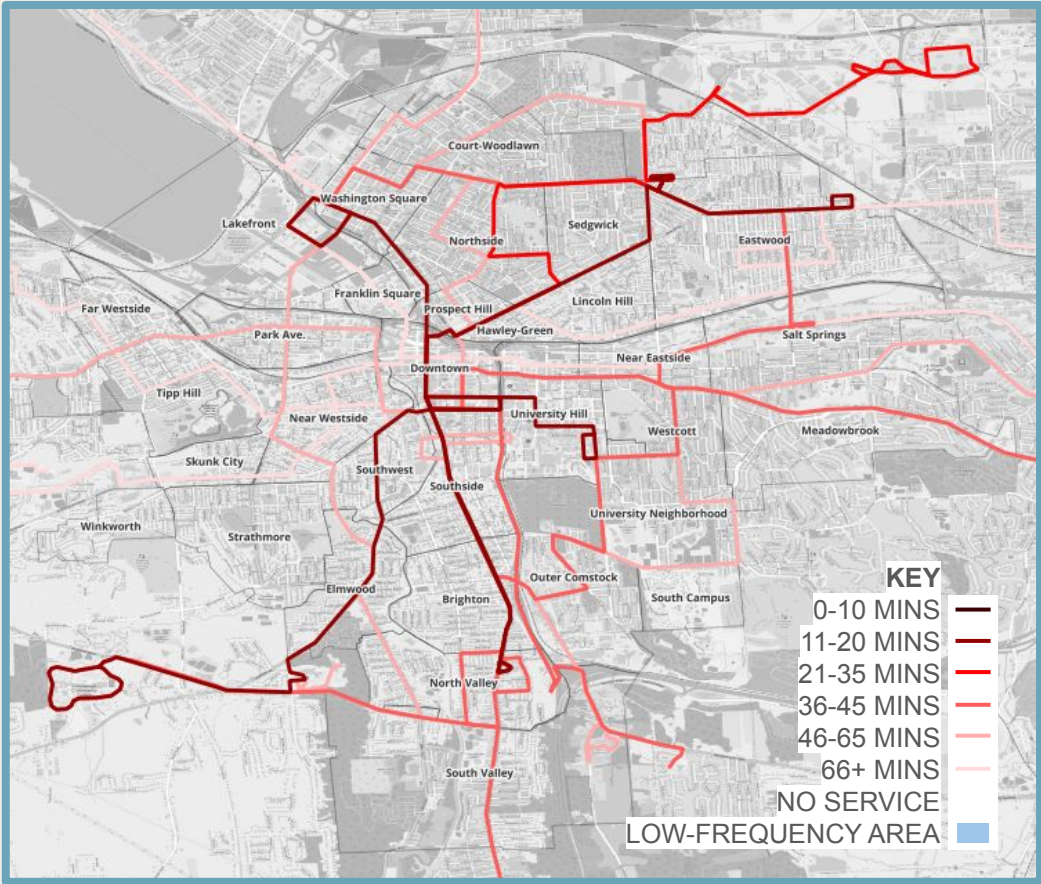 Court-Woodlawn
Washington Square
Lakefront
Sedgwick
Northside
Eastwood
Franklin Square
Lincoln Hill
Far Westside
Prospect Hill
Hawley-Green
Park Ave.
Salt Springs
Near Eastside
Downtown
Tipp Hill
University Hill
Near Westside
Westcott
Meadowbrook
Skunk City
Southwest
Southside
University Neighborhood
Winkworth
Strathmore
Outer Comstock
Elmwood
Brighton
South Campus
North Valley
South Valley
KEY
0-10 MINS
11-20 MINS
21-35 MINS
36-45 MINS
46-65 MINS
66+ MINS
NO SERVICE
LOW-FREQUENCY AREA